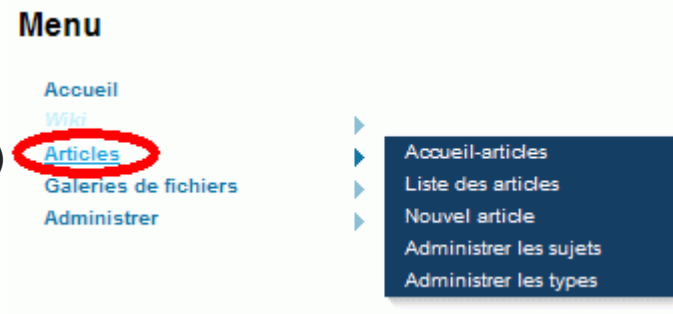 Menu
Accueil
Wiki
Articles
Galeries de fichiers
Administrer
Accueil-articles
Liste des articles
Nouvel article
Administrer les sujets
Administrer les types